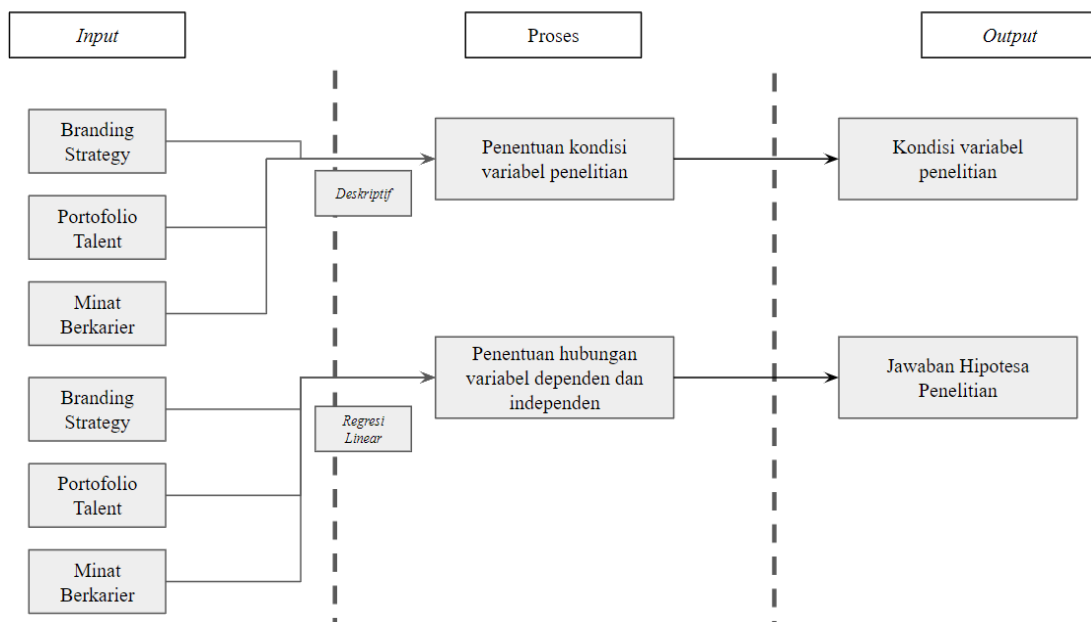 Input
Proses
Output
Branding
Strategy
Portofolio
Talent
Minat
Berkarier
Deskriptif
Penentuan kondisi
variabel penelitian
Kondisi variabel
penelitian
Branding
Strategy
Portofolio
Talent
Minat
Berkarier
Regresi
Linear
Penentuan hubungan
variabel dependen dan
independen
Jawaban Hipotesa
Penelitian